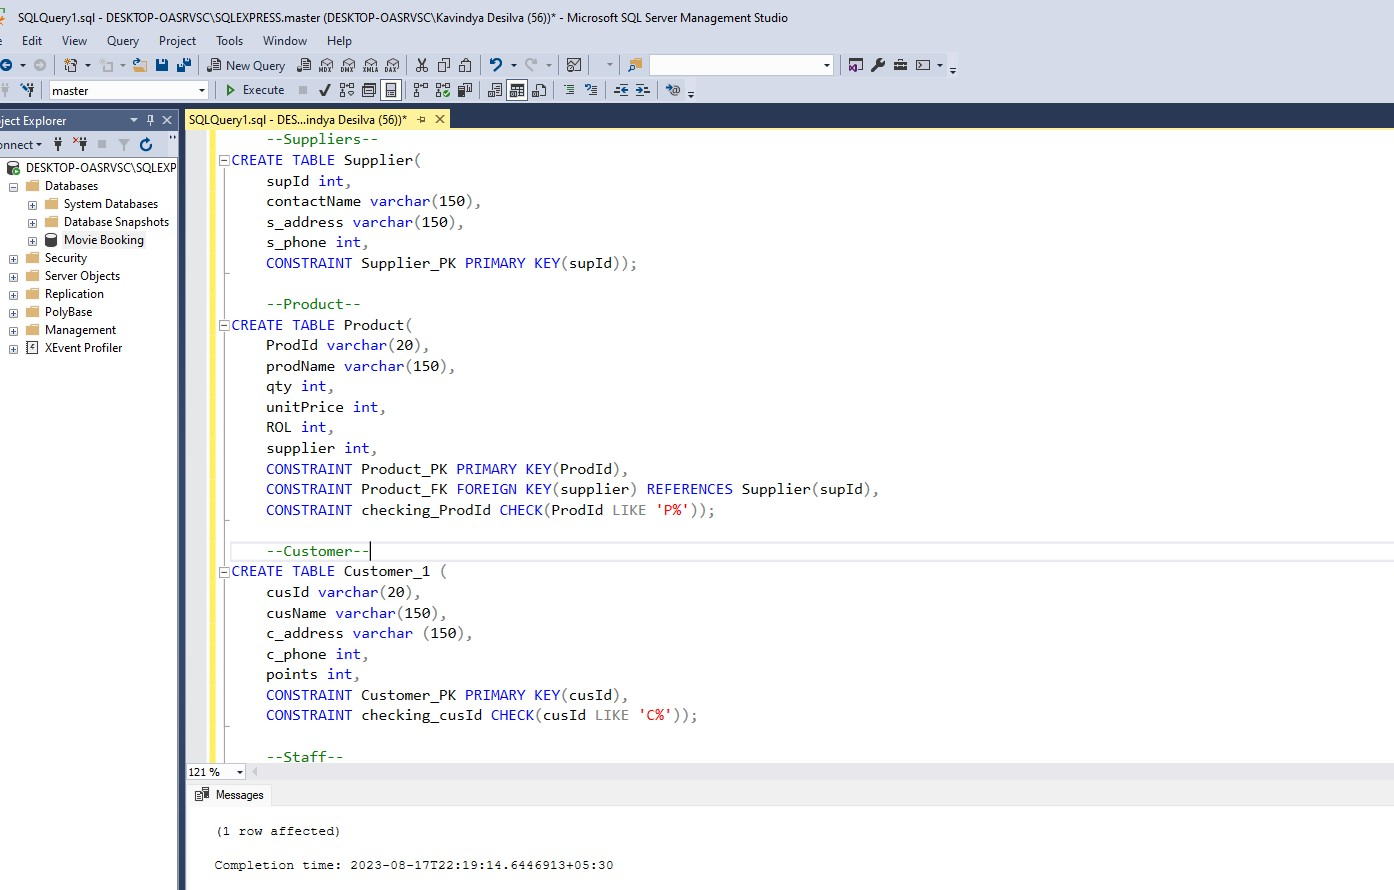 SQLQuery1.sql - DESKTOP-OASRVSC\SQLEXPRESS.master (DESKTOP-OASRVSC\Kavindya Desilva (56))* - Microsoft SQL Server Management Studio
Edit View Query Project Tools Window Help
New Query MDX DMX XMLA DAX
master Execute
ject Explorer
SQLQuery1.sql - DES...indya Desilva (56))*
nnect
DESKTOP-OASRVSC\SQLEXP
Databases
System Databases
Database Snapshots
Movie Booking
Security
Server Objects
Replication
PolyBase
Management
XEvent Profiler
--Suppliers--
CREATE TABLE Supplier(
supId int,
contactName varchar(150),
s_address varchar(150),
s_phone int,
CONSTRAINT Supplier_PK PRIMARY KEY(supId));
--Product--
CREATE TABLE Product(
ProdId varchar(20),
prodName varchar(150),
qty int,
unitPrice int,
ROL int,
supplier int,
CONSTRAINT Product_PK PRIMARY KEY(ProdId),
CONSTRAINT Product_FK FOREIGN KEY(supplier) REFERENCES Supplier(supId),
CONSTRAINT checking_ProdId CHECK(ProdId LIKE 'P%'));
--Customer--
CREATE TABLE Customer_1 (
cusId varchar(20),
cusName varchar(150),
c_address varchar (150),
c_phone int,
points int,
CONSTRAINT Customer_PK PRIMARY KEY(cusId),
CONSTRAINT checking_cusId CHECK(cusId LIKE 'C%'));
--Staff--
121 %
Messages
(1 row affected)
Completion time: 2023-08-17T22:19:14.6446913+05:30